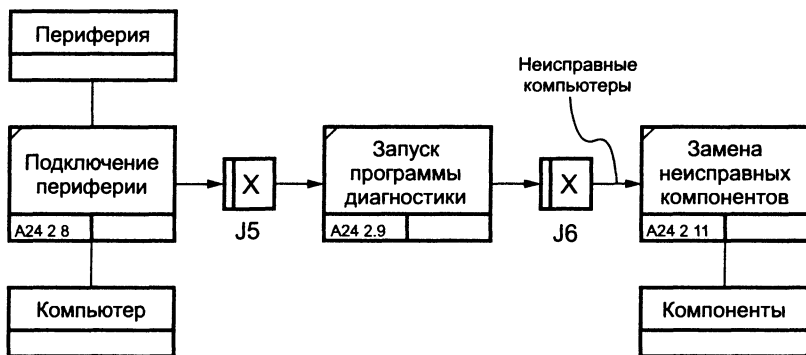 Периферия
Неисправные
компьютеры
Подключение
периферии
A24 2 8
X
J5
Запуск
программы
диагностики
A24 2.9
X
J6
Замена
неисправных
компонентов
A24 2 11
Компьютер
Компоненты